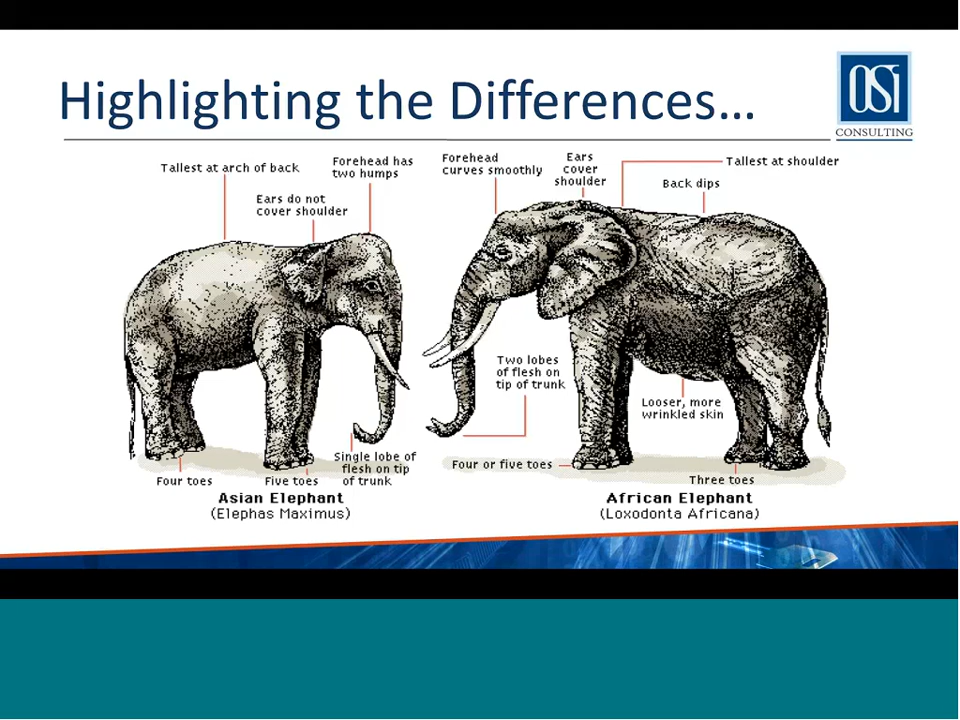 Highlighting the Differences…
OSi
CONSULTING
Tallest at arch of back
Forehead has
two humps
Ears do not
cover shoulder
Forehead
curves smoothly
Ears
cover
shoulder
Tallest at shoulder
Back dips
Two lobes
of flesh on
tip of trunk
Looser, more
wrinkled skin
Single lobe of
flesh on tip
of trunk
Four toes
Five toes
Four or five toes
Three toes
Asian Elephant
(Elephas Maximus)
African Elephant
(Loxodonta Africana)